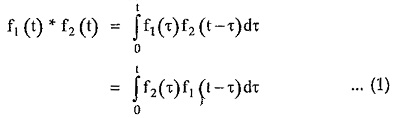 f₁(t) * f₂(t) = ∫₀ᵗ f₁(τ) f₂(t−τ) dτ
= ∫₀ᵗ f₂(τ) f₁(t−τ) dτ ... (1)